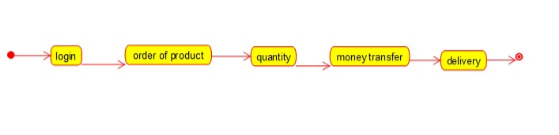 login
order of product
quantity
money transfer
delivery